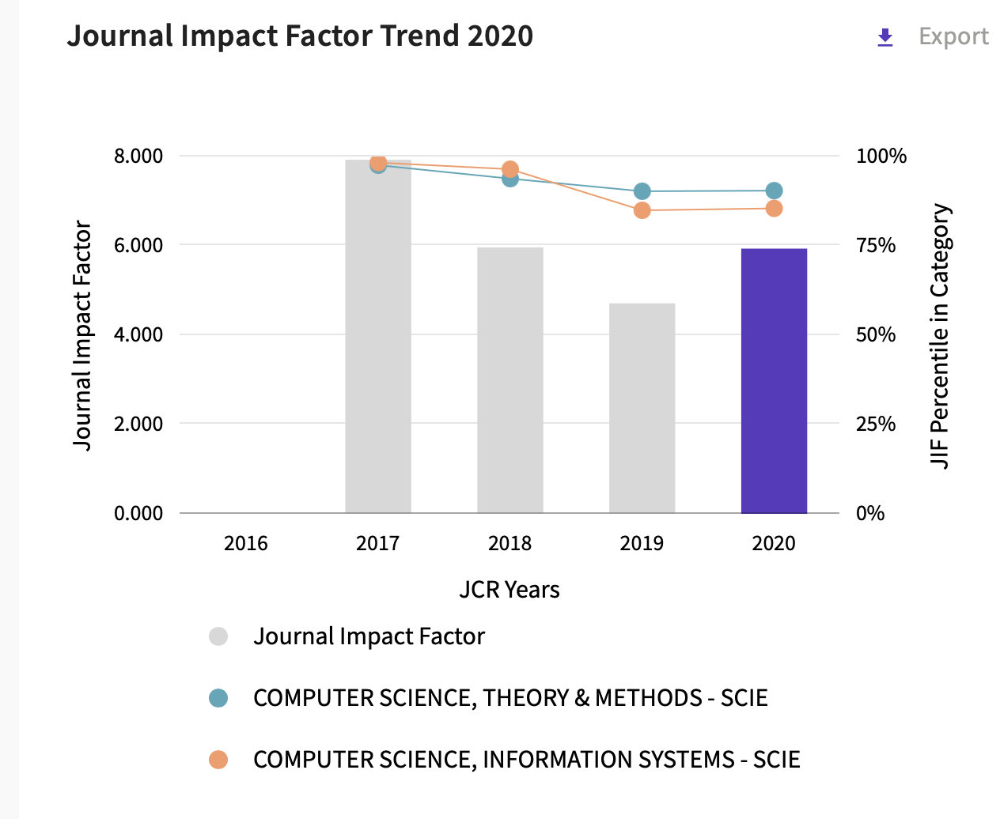 Journal Impact Factor Trend 2020
Export
8.000
6.000
4.000
2.000
0.000
Journal Impact Factor
100%
75%
50%
25%
0%
JIF Percentile in Category
2016 2017 2018 2019 2020
JCR Years
Journal Impact Factor
COMPUTER SCIENCE, THEORY & METHODS - SCIE
COMPUTER SCIENCE, INFORMATION SYSTEMS - SCIE